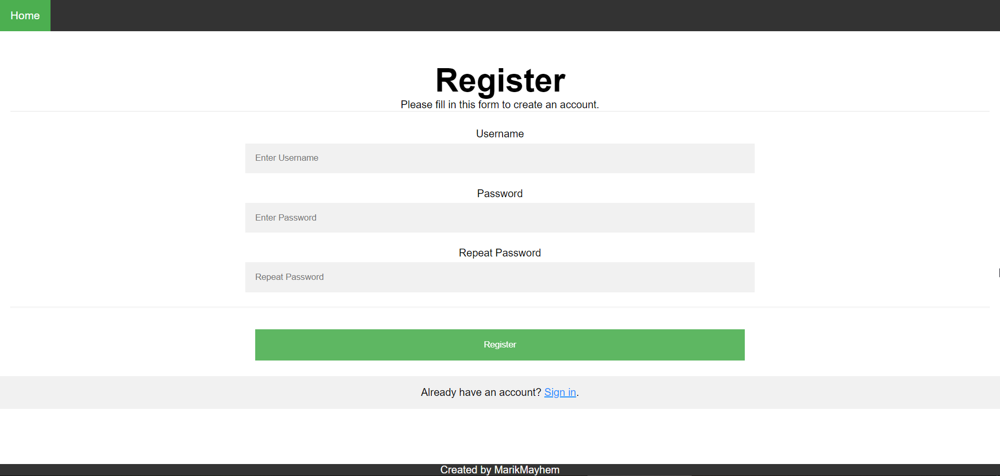 Home
Register
Please fill in this form to create an account.
Username
Enter Username
Password
Enter Password
Repeat Password
Repeat Password
Register
Already have an account? Sign in.
Created by MarikMayhem